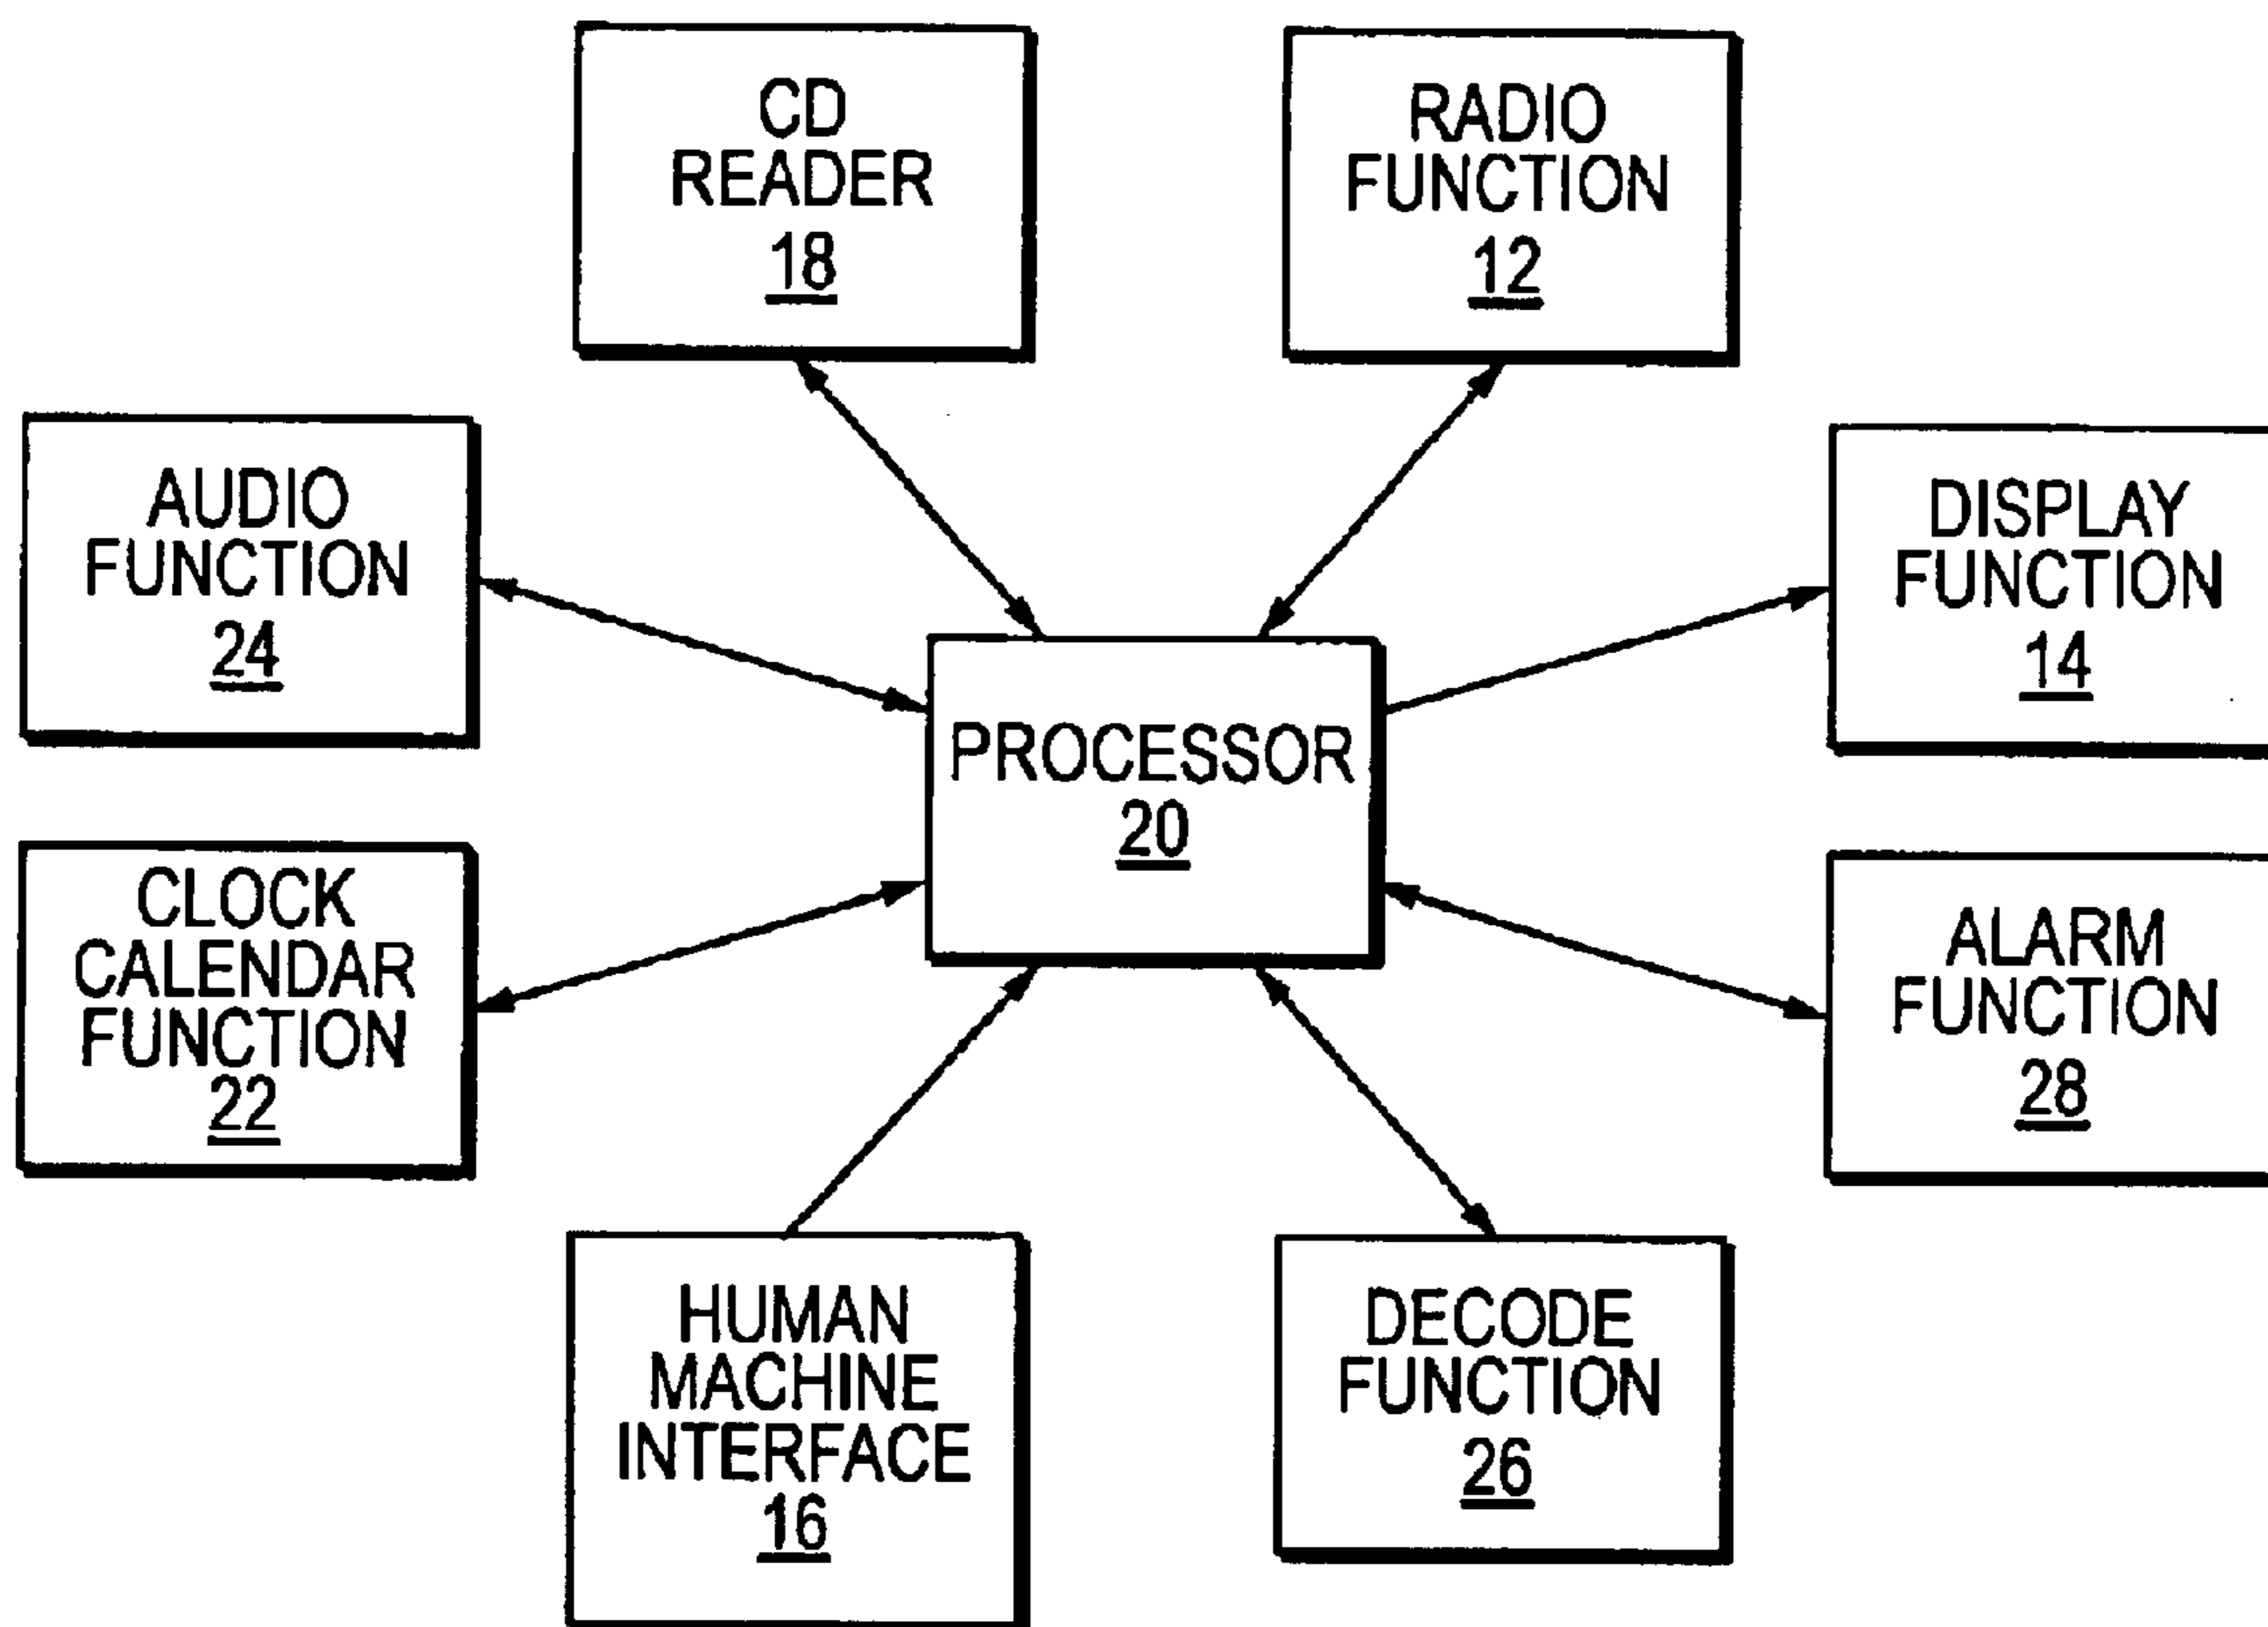 CD
READER
18
RADIO
FUNCTION
12
AUDIO
FUNCTION
24
DISPLAY
FUNCTION
14
PROCESSOR
20
CLOCK
CALENDAR
FUNCTION
22
ALARM
FUNCTION
28
HUMAN
MACHINE
INTERFACE
16
DECODE
FUNCTION
26